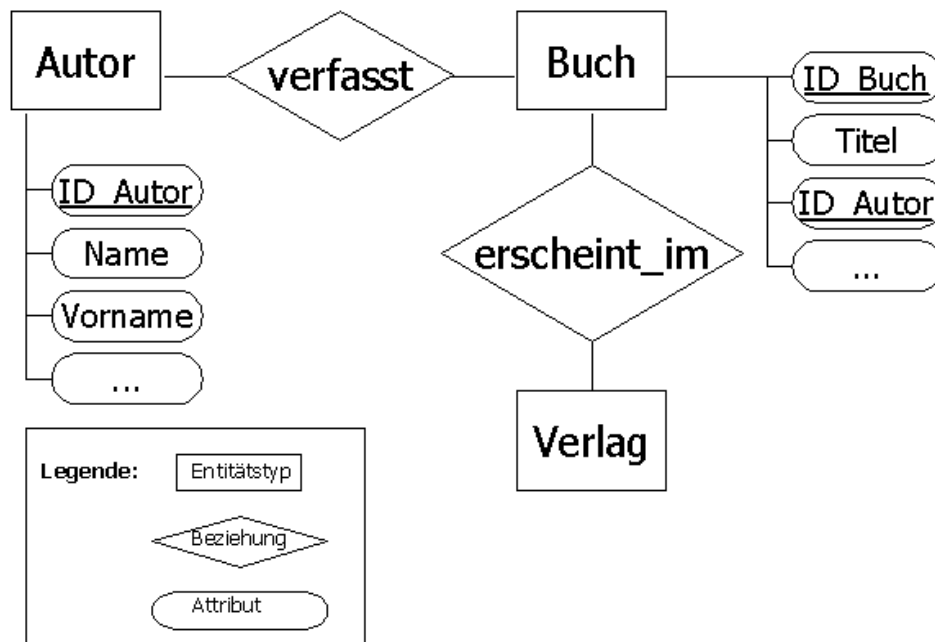 Autor
verfasst
Buch
ID_Buch
Titel
ID_Autor
...
ID_Autor
Name
Vorname
...
erscheint_im
Verlag
Legende:
Entitätstyp
Beziehung
Attribut